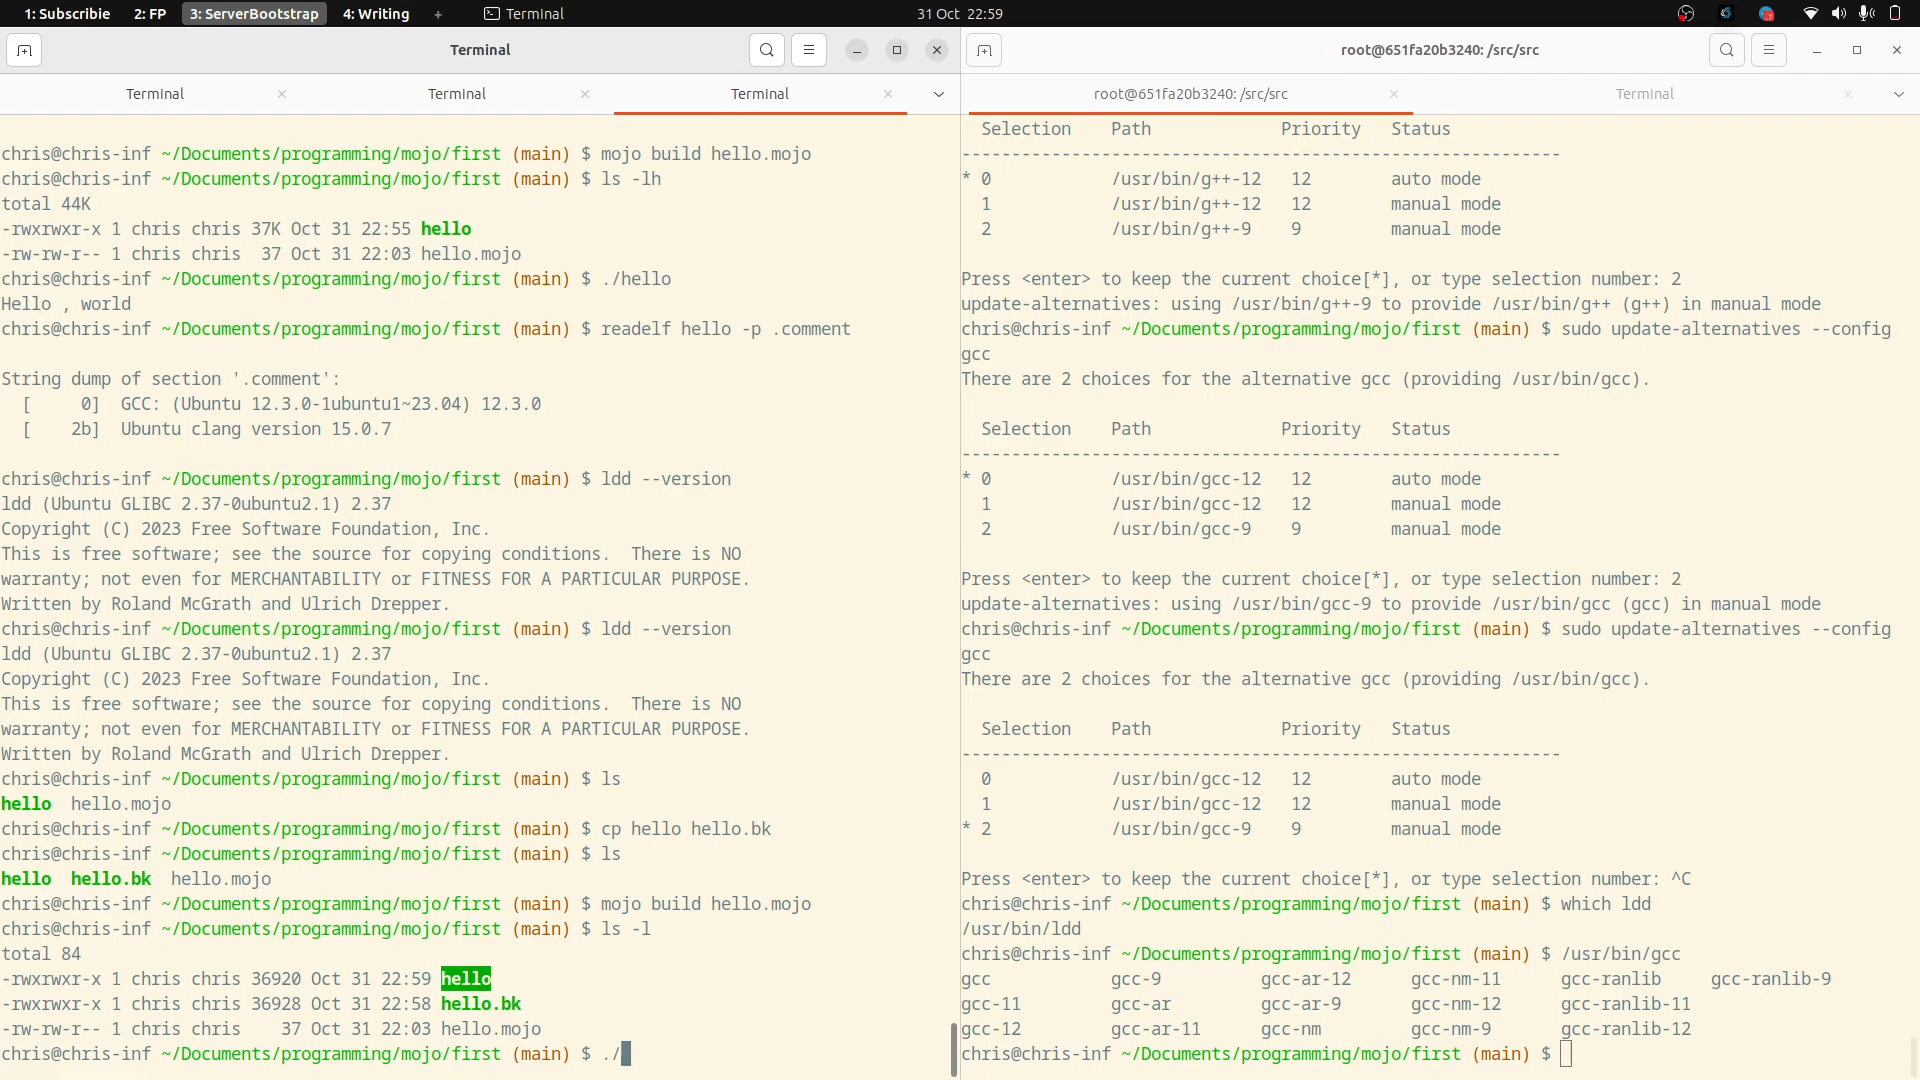 1: Subscribie 2: FP 3: ServerBootstrap 4: Writing + Terminal 31 Oct 22:59
Terminal
Terminal Terminal Terminal
chris@chris-inf ~/Documents/programming/mojo/first (main) $ mojo build hello.mojo
chris@chris-inf ~/Documents/programming/mojo/first (main) $ ls -lh
total 44K
-rwxrwxr-x 1 chris chris 37K Oct 31 22:55 hello
-rw-rw-r-- 1 chris chris  37 Oct 31 22:03 hello.mojo
chris@chris-inf ~/Documents/programming/mojo/first (main) $ ./hello
Hello , world
chris@chris-inf ~/Documents/programming/mojo/first (main) $ readelf hello -p .comment
String dump of section '.comment':
  [     0]  GCC: (Ubuntu 12.3.0-1ubuntu1~23.04) 12.3.0
  [    2b]  Ubuntu clang version 15.0.7
chris@chris-inf ~/Documents/programming/mojo/first (main) $ ldd --version
ldd (Ubuntu GLIBC 2.37-0ubuntu2.1) 2.37
Copyright (C) 2023 Free Software Foundation, Inc.
This is free software; see the source for copying conditions.  There is NO
warranty; not even for MERCHANTABILITY or FITNESS FOR A PARTICULAR PURPOSE.
Written by Roland McGrath and Ulrich Drepper.
chris@chris-inf ~/Documents/programming/mojo/first (main) $ ldd --version
ldd (Ubuntu GLIBC 2.37-0ubuntu2.1) 2.37
Copyright (C) 2023 Free Software Foundation, Inc.
This is free software; see the source for copying conditions.  There is NO
warranty; not even for MERCHANTABILITY or FITNESS FOR A PARTICULAR PURPOSE.
Written by Roland McGrath and Ulrich Drepper.
chris@chris-inf ~/Documents/programming/mojo/first (main) $ ls
hello  hello.mojo
chris@chris-inf ~/Documents/programming/mojo/first (main) $ cp hello hello.bk
chris@chris-inf ~/Documents/programming/mojo/first (main) $ ls
hello  hello.bk  hello.mojo
chris@chris-inf ~/Documents/programming/mojo/first (main) $ mojo build hello.mojo
chris@chris-inf ~/Documents/programming/mojo/first (main) $ ls -l
total 84
-rwxrwxr-x 1 chris chris 36920 Oct 31 22:59 hello
-rwxrwxr-x 1 chris chris 36928 Oct 31 22:58 hello.bk
-rw-rw-r-- 1 chris chris    37 Oct 31 22:03 hello.mojo
chris@chris-inf ~/Documents/programming/mojo/first (main) $ ./
root@651fa20b3240: /src/src
root@651fa20b3240: /src/src Terminal
  Selection    Path             Priority   Status
------------------------------------------------------------
* 0            /usr/bin/g++-12   12        auto mode
  1            /usr/bin/g++-12   12        manual mode
  2            /usr/bin/g++-9    9         manual mode
Press <enter> to keep the current choice[*], or type selection number: 2
update-alternatives: using /usr/bin/g++-9 to provide /usr/bin/g++ (g++) in manual mode
chris@chris-inf ~/Documents/programming/mojo/first (main) $ sudo update-alternatives --config
gcc
There are 2 choices for the alternative gcc (providing /usr/bin/gcc).
  Selection    Path             Priority   Status
------------------------------------------------------------
* 0            /usr/bin/gcc-12   12        auto mode
  1            /usr/bin/gcc-12   12        manual mode
  2            /usr/bin/gcc-9    9         manual mode
Press <enter> to keep the current choice[*], or type selection number: 2
update-alternatives: using /usr/bin/gcc-9 to provide /usr/bin/gcc (gcc) in manual mode
chris@chris-inf ~/Documents/programming/mojo/first (main) $ sudo update-alternatives --config
gcc
There are 2 choices for the alternative gcc (providing /usr/bin/gcc).
  Selection    Path             Priority   Status
------------------------------------------------------------
  0            /usr/bin/gcc-12   12        auto mode
  1            /usr/bin/gcc-12   12        manual mode
* 2            /usr/bin/gcc-9    9         manual mode
Press <enter> to keep the current choice[*], or type selection number: ^C
chris@chris-inf ~/Documents/programming/mojo/first (main) $ which ldd
/usr/bin/ldd
chris@chris-inf ~/Documents/programming/mojo/first (main) $ /usr/bin/gcc
gcc            gcc-9          gcc-ar-12      gcc-nm-11      gcc-ranlib     gcc-ranlib-9
gcc-11         gcc-ar         gcc-ar-9       gcc-nm-12      gcc-ranlib-11
gcc-12         gcc-ar-11      gcc-nm         gcc-nm-9       gcc-ranlib-12
chris@chris-inf ~/Documents/programming/mojo/first (main) $